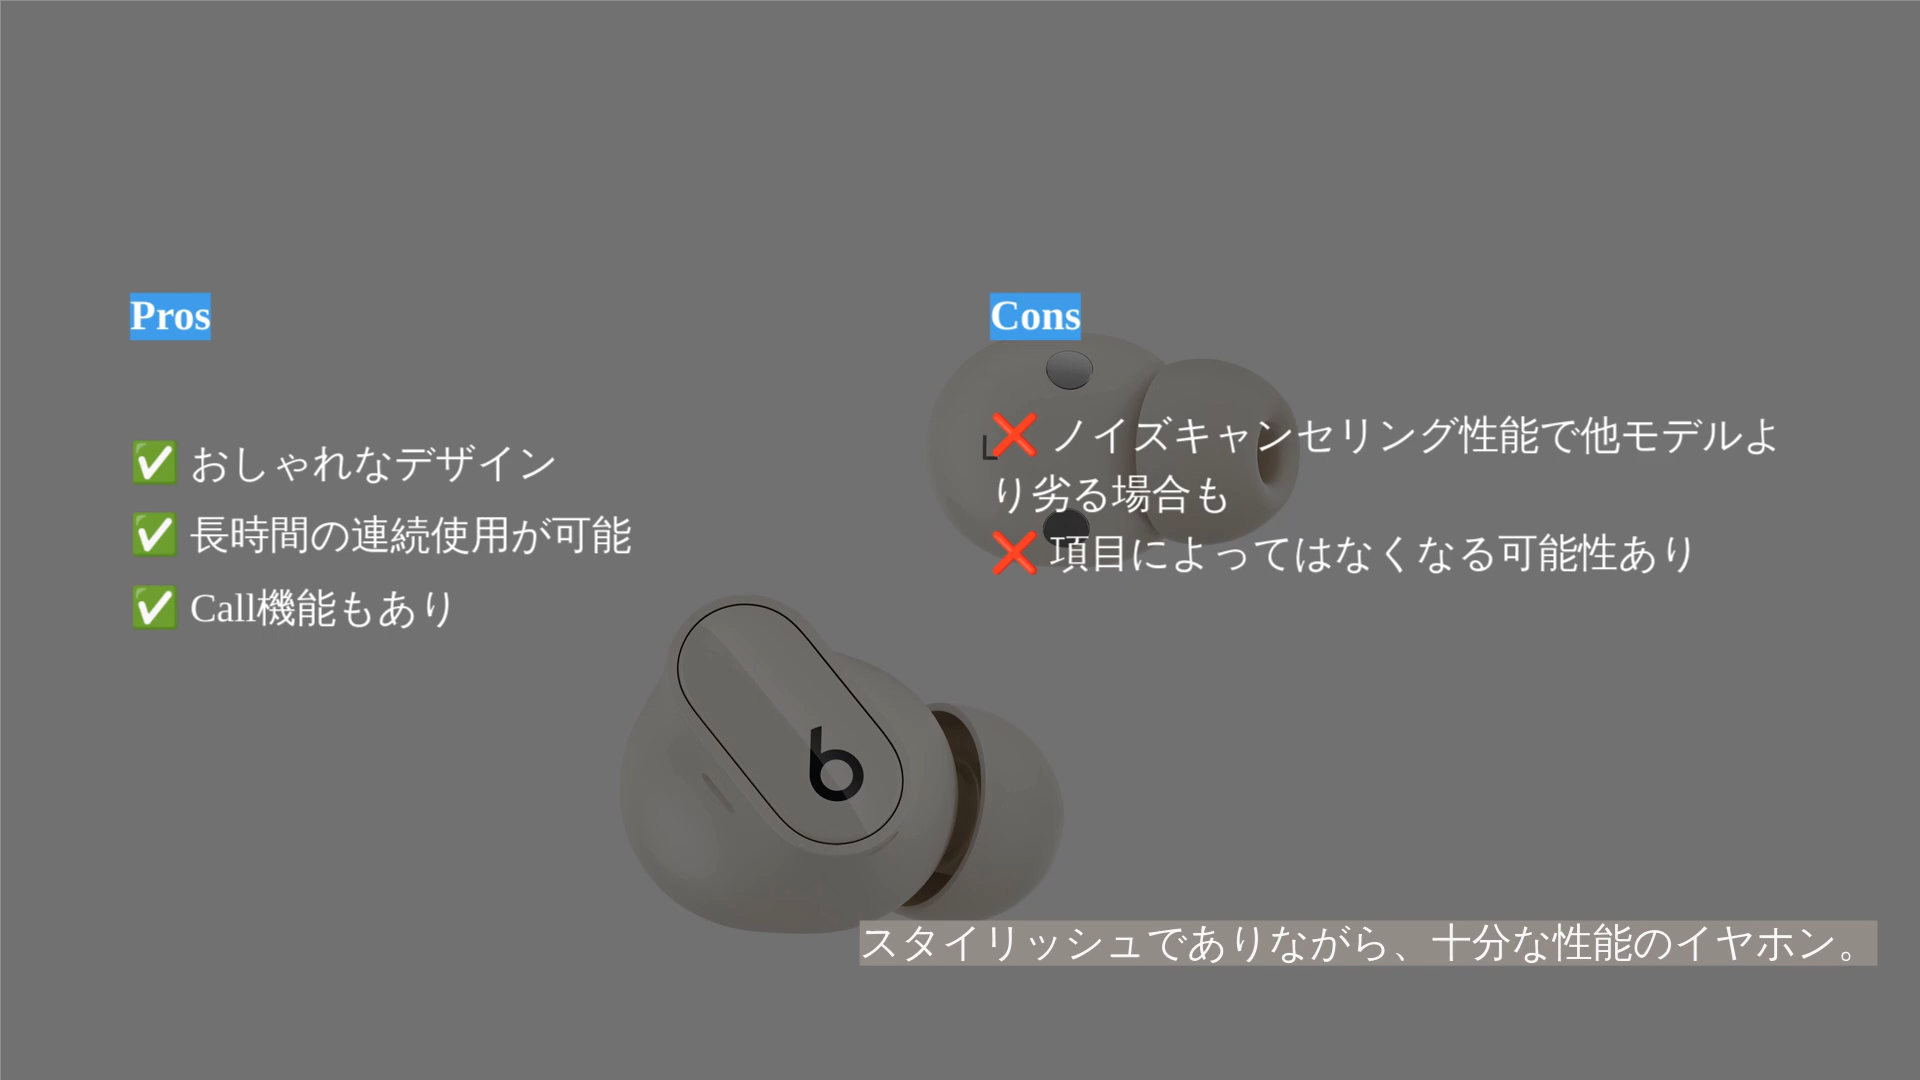 Pros
✅ おしゃれなデザイン
✅ 長時間の連続使用が可能
✅ Call機能もあり
Cons
❌ ノイズキャンセリング性能で他モデルよ
り劣る場合も
❌ 項目によってはなくなる可能性あり
L
b
スタイリッシュでありながら、十分な性能のイヤホン。